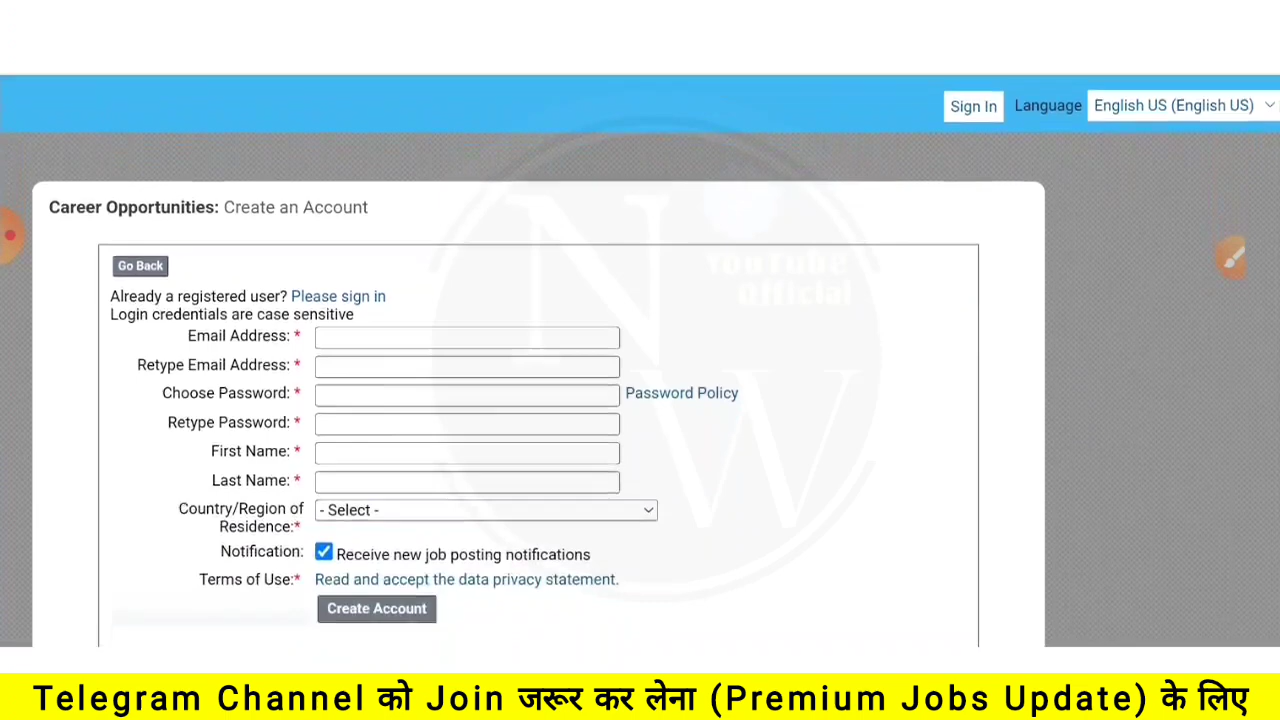 Sign In Language English US (English US)
Career Opportunities: Create an Account
N
YouTube
Official
Go Back
Already a registered user? Please sign in
Login credentials are case sensitive
Email Address: *
Retype Email Address: *
Choose Password: * Password Policy
Retype Password: *
First Name: *
Last Name: *
Country/Region of Residence:* - Select -
W
Notification: Receive new job posting notifications
Terms of Use:* Read and accept the data privacy statement.
Create Account
Telegram Channel को Join जरूर कर लेना (Premium Jobs Update) के लिए